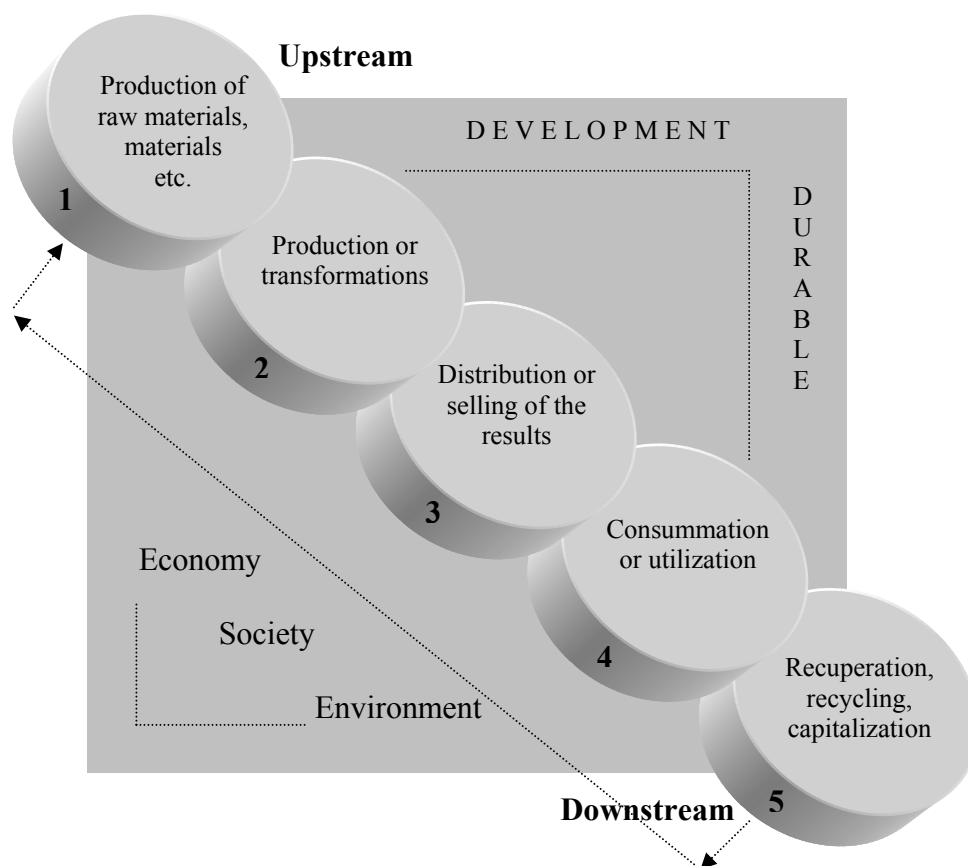 Upstream
Production of
raw materials,
materials
etc.
1
D E V E L O P M E N T
D
U
R
A
B
L
E
Production or
transformations
2
Distribution or
selling of the
results
3
Consummation
or utilization
4
Economy
Society
Environment
Recuperation,
recycling,
capitalization
5
Downstream